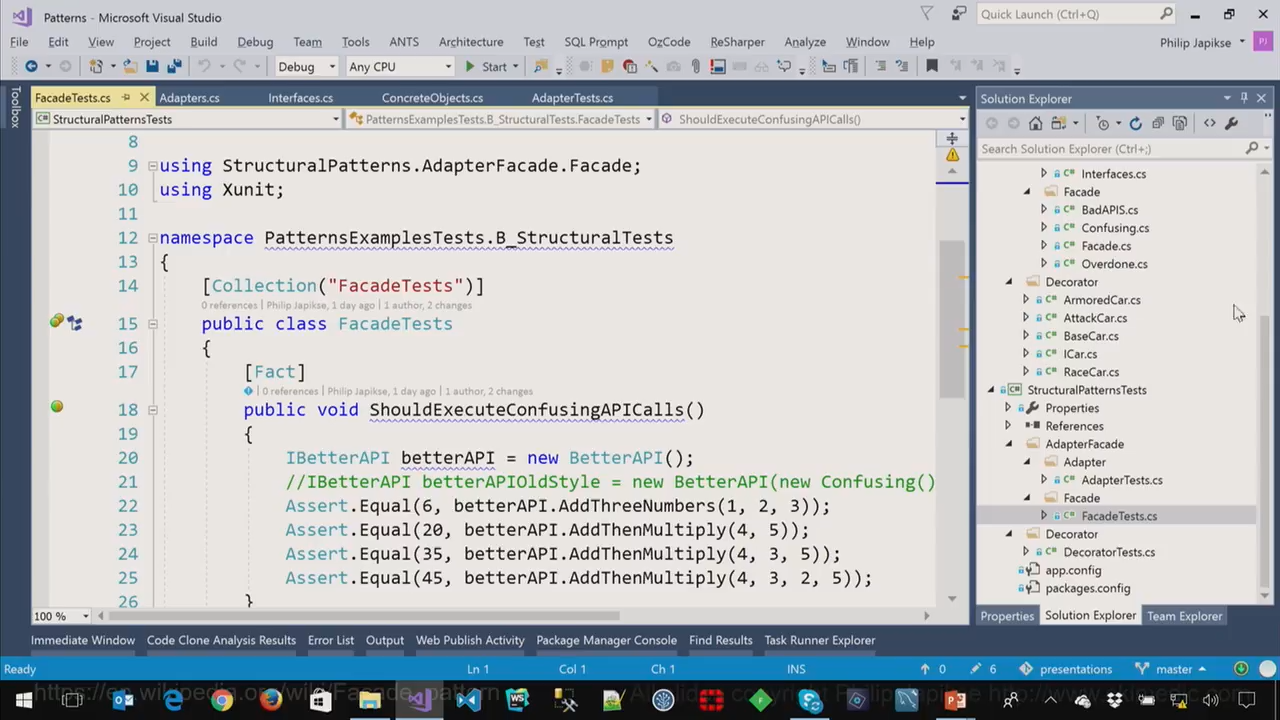 Patterns - Microsoft Visual Studio
Quick Launch (Ctrl+Q)
File Edit View Project Build Debug Team Tools ANTS Architecture Test SQL Prompt OzCode ReSharper Analyze Window Help
Philip Japikse PJ
Debug Any CPU Start
Toolbox
FacadeTests.cs Adapters.cs Interfaces.cs ConcreteObjects.cs AdapterTests.cs
StructuralPatternsTests PatternsExamplesTests.B_StructuralTests.FacadeTests ShouldExecuteConfusingAPICalls()
8
9 using StructuralPatterns.AdapterFacade.Facade;
10 using Xunit;
11
12 namespace PatternsExamplesTests.B_StructuralTests
13 {
14 [Collection("FacadeTests")]
0 references | Philip Japikse, 1 day ago | 1 author, 2 changes
15 public class FacadeTests
16 {
17 [Fact]
| 0 references | Philip Japikse, 1 day ago | 1 author, 2 changes
18 public void ShouldExecuteConfusingAPICalls()
19 {
20 IBetterAPI betterAPI = new BetterAPI();
21 //IBetterAPI betterAPIOldStyle = new BetterAPI(new Confusing()
22 Assert.Equal(6, betterAPI.AddThreeNumbers(1, 2, 3));
23 Assert.Equal(20, betterAPI.AddThenMultiply(4, 5));
24 Assert.Equal(35, betterAPI.AddThenMultiply(4, 3, 5));
25 Assert.Equal(45, betterAPI.AddThenMultiply(4, 3, 2, 5));
26 }
100 %
Solution Explorer
Search Solution Explorer (Ctrl+;)
C# Interfaces.cs
Facade
C# BadAPIS.cs
C# Confusing.cs
C# Facade.cs
C# Overdone.cs
Decorator
C# ArmoredCar.cs
C# AttackCar.cs
C# BaseCar.cs
C# ICar.cs
C# RaceCar.cs
C# StructuralPatternsTests
Properties
References
AdapterFacade
Adapter
C# AdapterTests.cs
Facade
C# FacadeTests.cs
Decorator
C# DecoratorTests.cs
app.config
packages.config
Properties Solution Explorer Team Explorer
Immediate Window Code Clone Analysis Results Error List Output Web Publish Activity Package Manager Console Find Results Task Runner Explorer
Ready Ln 1 Col 1 Ch 1 INS 0 6 presentations master